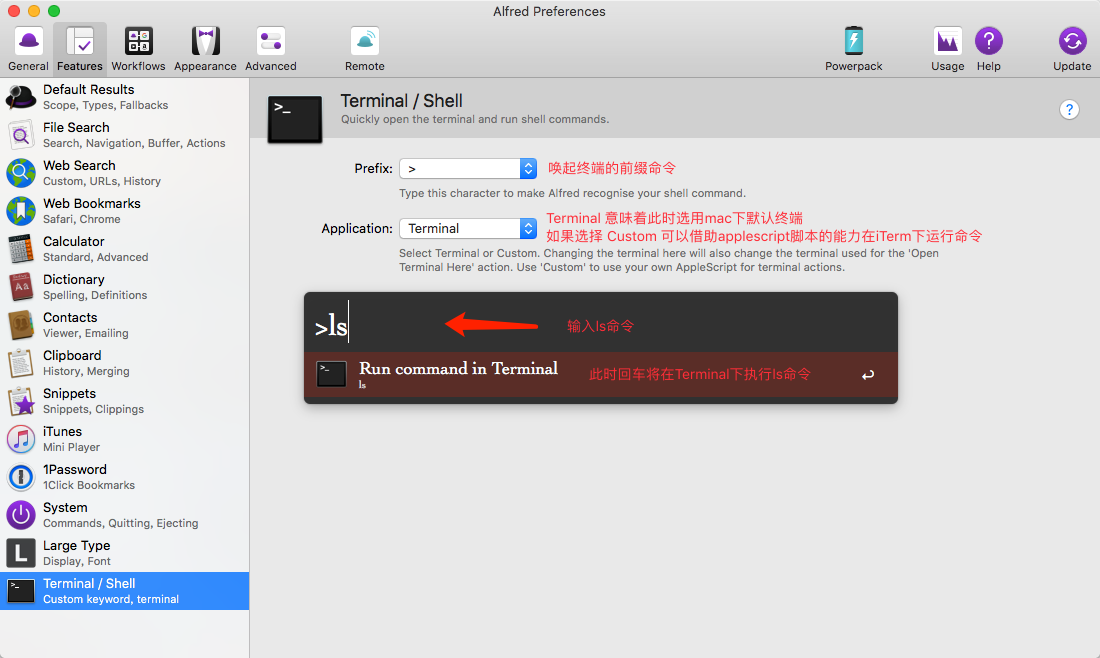 Alfred Preferences
General
Features
Workflows
Appearance
Advanced
Remote
Powerpack
Usage
Help
Update
Default Results
Scope, Types, Fallbacks
File Search
Search, Navigation, Buffer, Actions
Web Search
Custom, URLs, History
Web Bookmarks
Safari, Chrome
Calculator
Standard, Advanced
Dictionary
Spelling, Definitions
Contacts
Viewer, Emailing
Clipboard
History, Merging
Snippets
Snippets, Clippings
iTunes
Mini Player
1Password
1Click Bookmarks
System
Commands, Quitting, Ejecting
Large Type
Display, Font
Terminal / Shell
Custom keyword, terminal
Terminal / Shell
Quickly open the terminal and run shell commands.
?
Prefix: > 唤起终端的前缀命令
Type this character to make Alfred recognise your shell command.
Application: Terminal
Terminal 意味着此时选用mac下默认终端
如果选择 Custom 可以借助applescript脚本的能力在iTerm下运行命令
Select Terminal or Custom. Changing the terminal here will also change the terminal used for the 'Open
Terminal Here' action. Use 'Custom' to use your own AppleScript for terminal actions.
>ls 输入ls命令
Run command in Terminal
ls
此时回车将在Terminal下执行ls命令